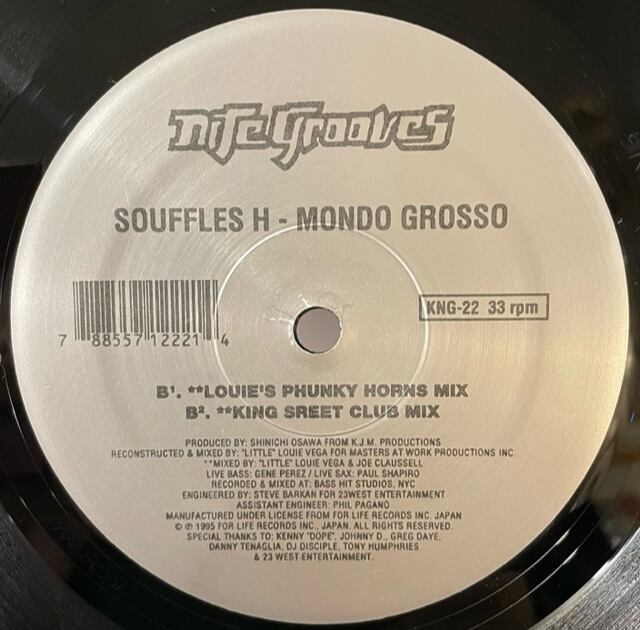 niteGrooves
SOUFFLES H - MONDO GROSSO
7 88557 12221 4
KNG-22 33 rpm
B¹. **LOUIE'S PHUNKY HORNS MIX
B². **KING SREET CLUB MIX
PRODUCED BY: SHINICHI OSAWA FROM K.J.M. PRODUCTIONS
RECONSTRUCTED & MIXED BY: "LITTLE" LOUIE VEGA FOR MASTERS AT WORK PRODUCTIONS INC.
**MIXED BY: "LITTLE" LOUIE VEGA & JOE CLAUSSELL
LIVE BASS: GENE PEREZ / LIVE SAX: PAUL SHAPIRO
RECORDED & MIXED AT: BASS HIT STUDIOS, NYC
ENGINEERED BY: STEVE BARKAN FOR 23WEST ENTERTAINMENT
ASSISTANT ENGINEER: PHIL PAGANO
MANUFACTURED UNDER LICENSE FROM FOR LIFE RECORDS INC. JAPAN
© ℗ 1995 FOR LIFE RECORDS INC., JAPAN. ALL RIGHTS RESERVED.
SPECIAL THANKS TO: KENNY "DOPE", JOHNNY D., GREG DAYE,
DANNY TENAGLIA, DJ DISCIPLE, TONY HUMPHRIES
& 23 WEST ENTERTAINMENT.